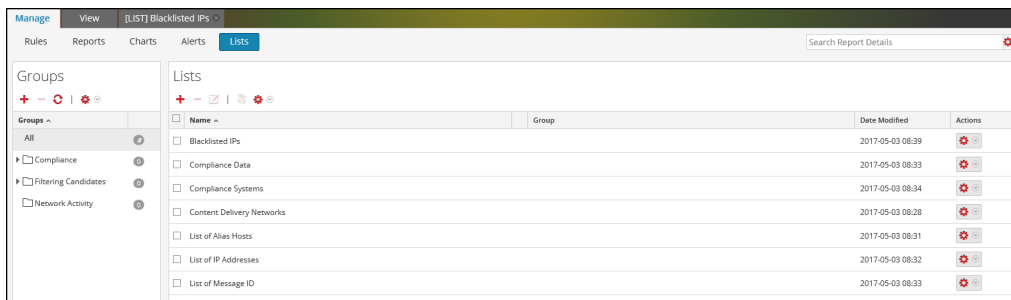 Manage View [LIST] Blacklisted IPs
Rules Reports Charts Alerts Lists Search Report Details
Groups
Groups
All
Compliance 0
Filtering Candidates 0
Network Activity 0
Lists
Name Group Date Modified Actions
Blacklisted IPs 2017-05-03 08:39
Compliance Data 2017-05-03 08:33
Compliance Systems 2017-05-03 08:34
Content Delivery Networks 2017-05-03 08:28
List of Alias Hosts 2017-05-03 08:31
List of IP Addresses 2017-05-03 08:32
List of Message ID 2017-05-03 08:33